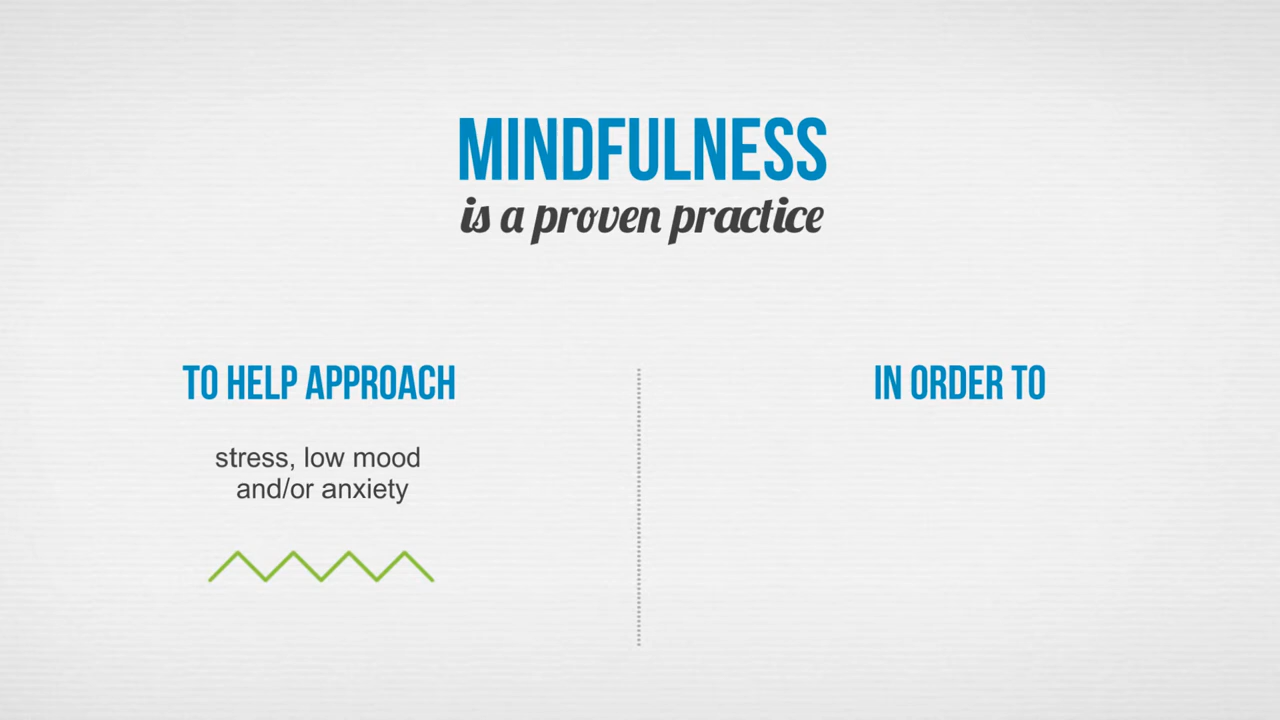 MINDFULNESS
is a proven practice
TO HELP APPROACH
stress, low mood
and/or anxiety
IN ORDER TO